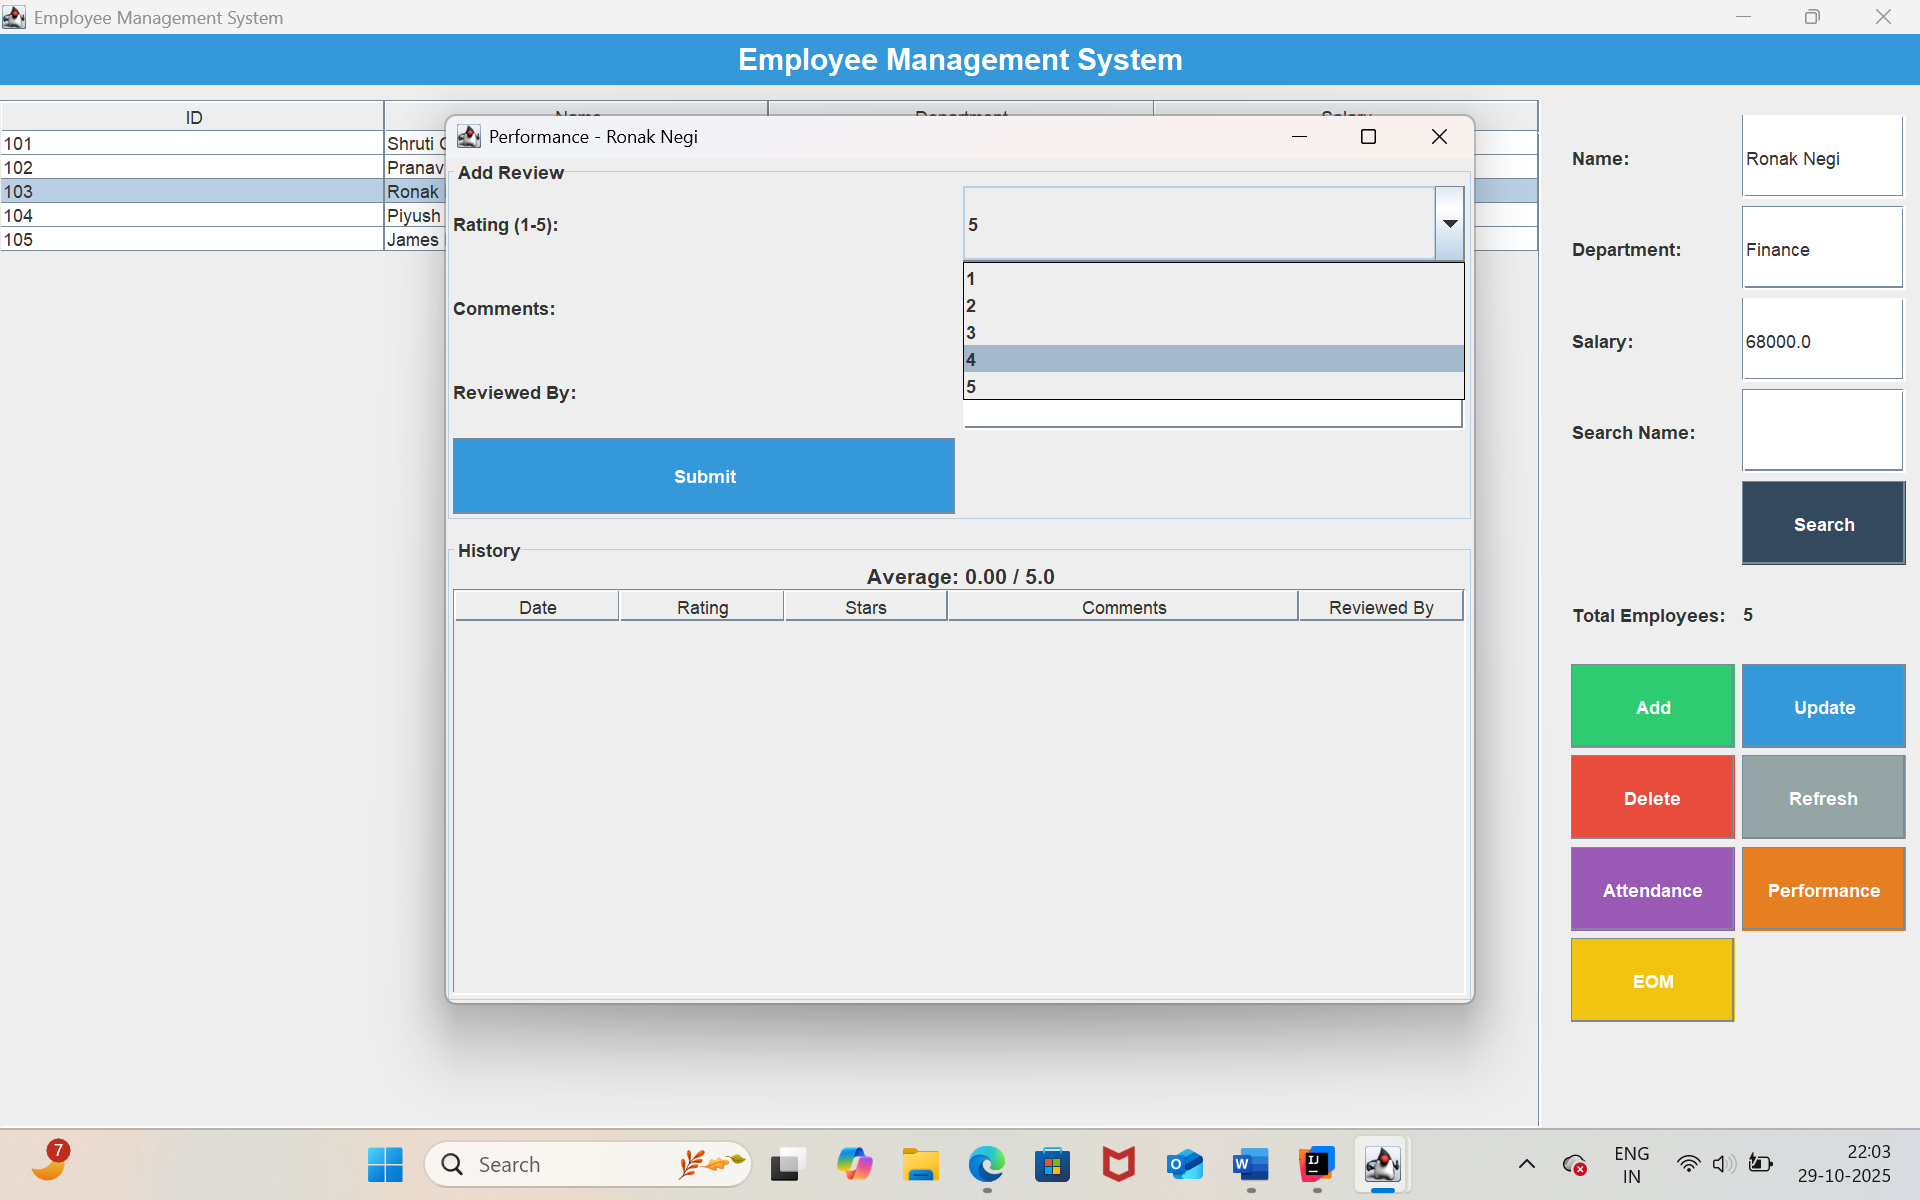 Employee Management System
Employee Management System
ID
101
Shruti
102
Pranav
103
Ronak
104
Piyush
105
James
Performance - Ronak Negi
Add Review
Rating (1-5):
5
1
2
3
4
5
Comments:
Reviewed By:
Submit
History
Average: 0.00 / 5.0
Date Rating Stars Comments Reviewed By
Name: Ronak Negi
Department: Finance
Salary: 68000.0
Search Name:
Search
Total Employees: 5
Add Update
Delete Refresh
Attendance Performance
EOM
7
Search
ENG
IN
22:03
29-10-2025